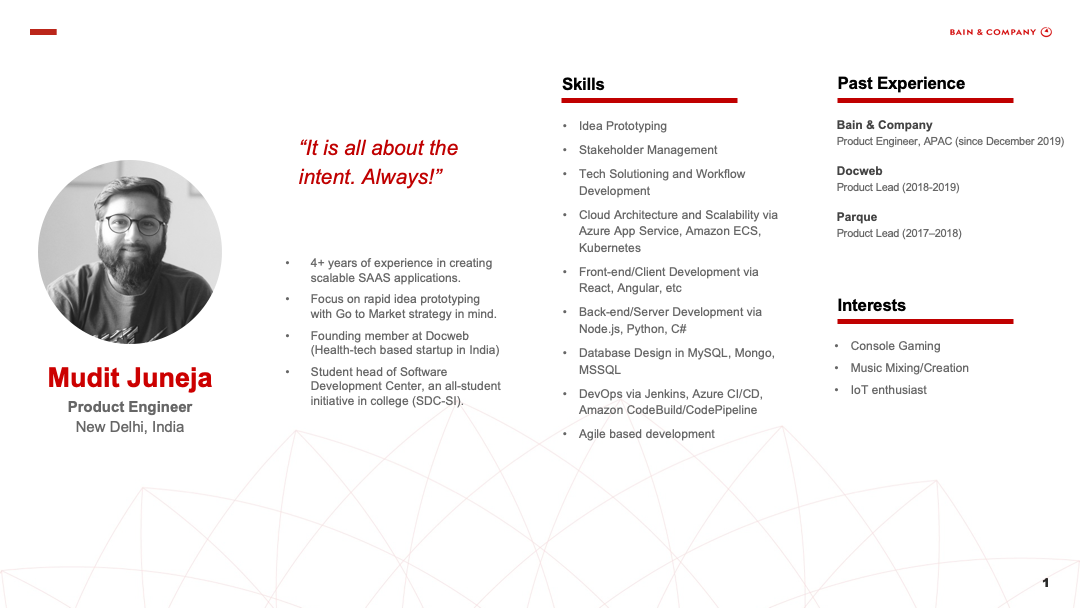 BAIN & COMPANY
“It is all about the
intent. Always!”
Mudit Juneja
Product Engineer
New Delhi, India
• 4+ years of experience in creating
scalable SAAS applications.
• Focus on rapid idea prototyping
with Go to Market strategy in mind.
• Founding member at Docweb
(Health-tech based startup in India)
• Student head of Software
Development Center, an all-student
initiative in college (SDC-SI).
Skills
• Idea Prototyping
• Stakeholder Management
• Tech Solutioning and Workflow
Development
• Cloud Architecture and Scalability via
Azure App Service, Amazon ECS,
Kubernetes
• Front-end/Client Development via
React, Angular, etc
• Back-end/Server Development via
Node.js, Python, C#
• Database Design in MySQL, Mongo,
MSSQL
• DevOps via Jenkins, Azure CI/CD,
Amazon CodeBuild/CodePipeline
• Agile based development
Past Experience
Bain & Company
Product Engineer, APAC (since December 2019)
Docweb
Product Lead (2018-2019)
Parque
Product Lead (2017–2018)
Interests
• Console Gaming
• Music Mixing/Creation
• IoT enthusiast
1